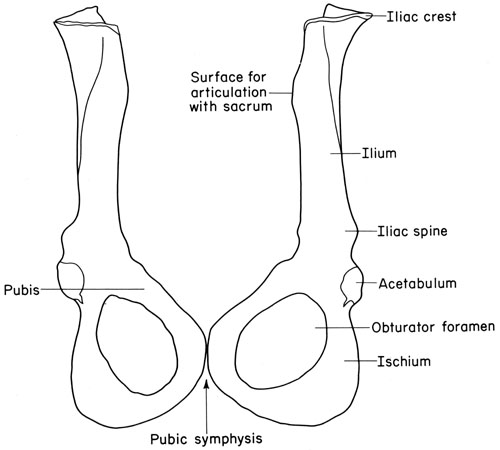 Iliac crest
Surface for
articulation
with sacrum
Ilium
Iliac spine
Pubis
Acetabulum
Obturator foramen
Ischium
Pubic symphysis